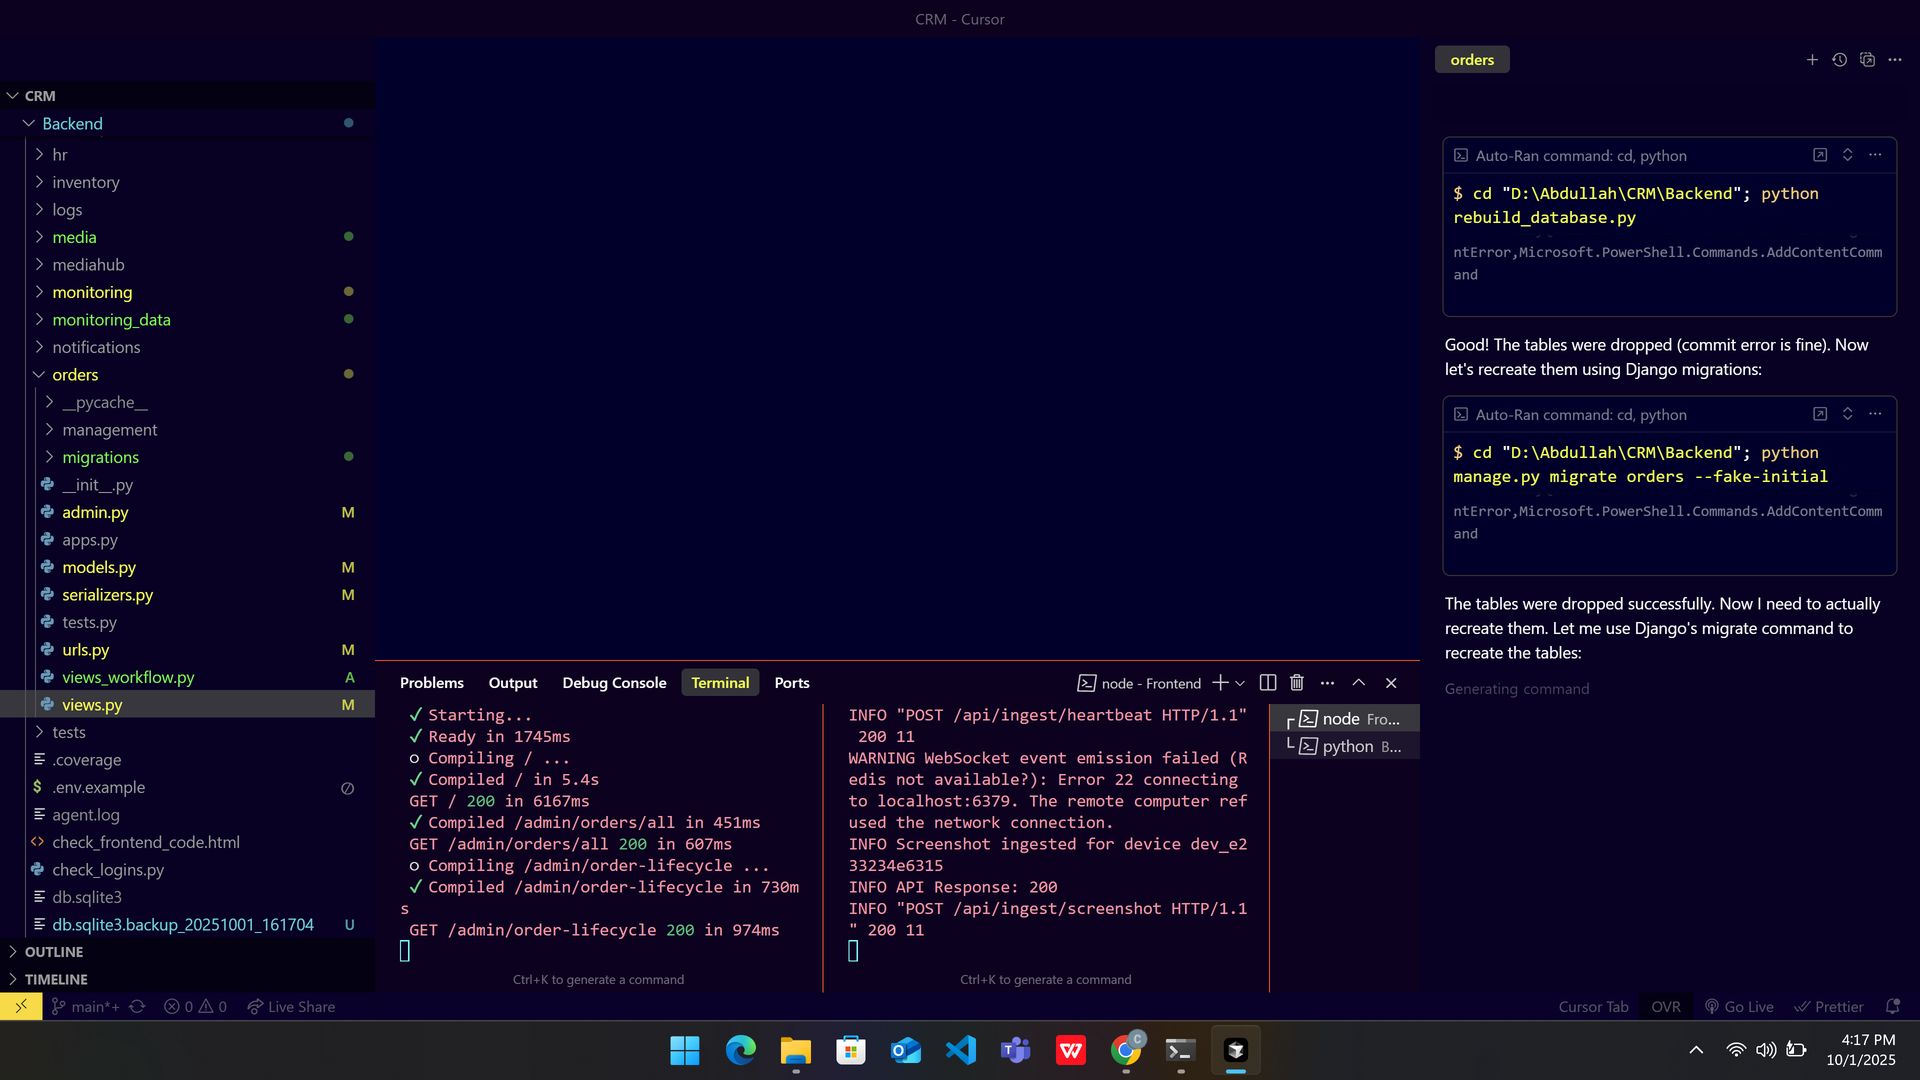 CRM - Cursor
CRM
Backend
hr
inventory
logs
media
mediahub
monitoring
monitoring_data
notifications
orders
__pycache__
management
migrations
__init__.py
admin.py M
apps.py
models.py M
serializers.py M
tests.py
urls.py M
views_workflow.py A
views.py M
tests
.coverage
$ .env.example
agent.log
check_frontend_code.html
check_logins.py
db.sqlite3
db.sqlite3.backup_20251001_161704 U
OUTLINE
TIMELINE
Problems Output Debug Console Terminal Ports
node - Frontend
✓ Starting...
✓ Ready in 1745ms
○ Compiling / ...
✓ Compiled / in 5.4s
GET / 200 in 6167ms
✓ Compiled /admin/orders/all in 451ms
GET /admin/orders/all 200 in 607ms
○ Compiling /admin/order-lifecycle ...
✓ Compiled /admin/order-lifecycle in 730m
s
GET /admin/order-lifecycle 200 in 974ms
Ctrl+K to generate a command
INFO "POST /api/ingest/heartbeat HTTP/1.1"
200 11
WARNING WebSocket event emission failed (R
edis not available?): Error 22 connecting
to localhost:6379. The remote computer ref
used the network connection.
INFO Screenshot ingested for device dev_e2
33234e6315
INFO API Response: 200
INFO "POST /api/ingest/screenshot HTTP/1.1
" 200 11
Ctrl+K to generate a command
node Fro...
python B...
orders
Auto-Ran command: cd, python
$ cd "D:\Abdullah\CRM\Backend"; python
rebuild_database.py
ntError,Microsoft.PowerShell.Commands.AddContentComm
and
Good! The tables were dropped (commit error is fine). Now
let's recreate them using Django migrations:
Auto-Ran command: cd, python
$ cd "D:\Abdullah\CRM\Backend"; python
manage.py migrate orders --fake-initial
ntError,Microsoft.PowerShell.Commands.AddContentComm
and
The tables were dropped successfully. Now I need to actually
recreate them. Let me use Django's migrate command to
recreate the tables:
Generating command
main*+ 0 0 Live Share
Cursor Tab OVR Go Live Prettier
4:17 PM
10/1/2025